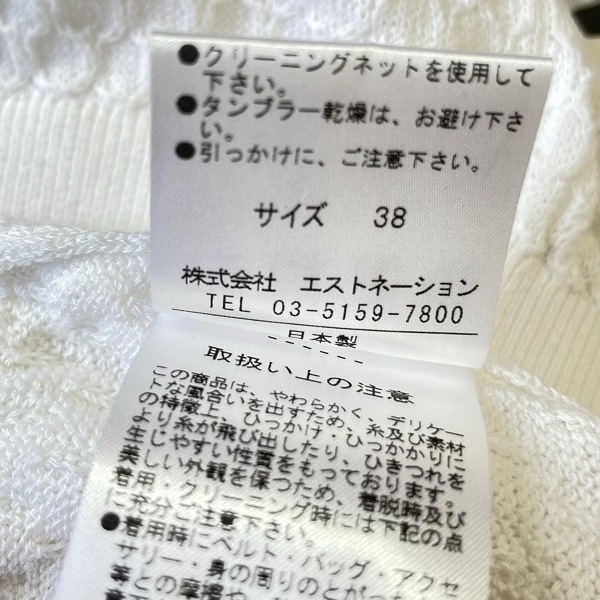 ●クリーニングネットを使用して
下さい。
●タンブラー乾燥は、お避け下さ
い。
●引っかけに、ご注意下さい。
サイズ 38
株式会社 エストネーション
TEL 03-5159-7800
日本製
取扱い上の注意
この商品は、やわらかく、デリケー
トな風合いを出すため、糸及び素材
の特徴上、ひっかけ・ひっかかりに
より糸が飛び出したり、ひきつれを
生じやすい性質をもっております。
美しい外観を保つため、着脱時及び
着用・クリーニング時には下記の点
に充分ご注意下さい。
●着用時にベルト・バッグ・アクセ
サリー・身の周りのとがった
等との摩擦や